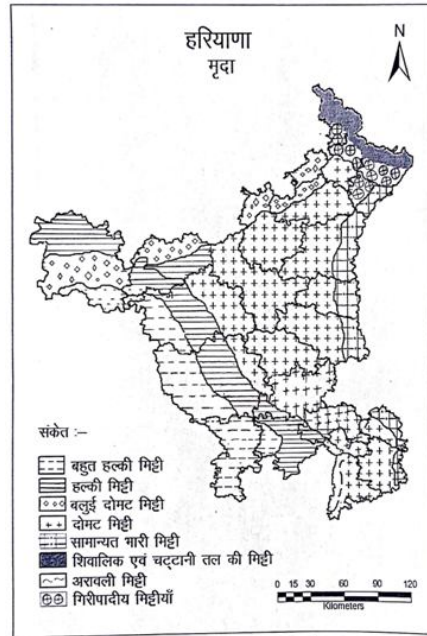 हरियाणा
मृदा
N
संकेत :–
बहुत हल्की मिट्टी
हल्की मिट्टी
बलुई दोमट मिट्टी
दोमट मिट्टी
सामान्यत भारी मिट्टी
शिवालिक एवं चट्टानी तल की मिट्टी
अरावली मिट्टी
गिरीपादीय मिट्टियाँ
0 15 30 60 90 120
Kilometers